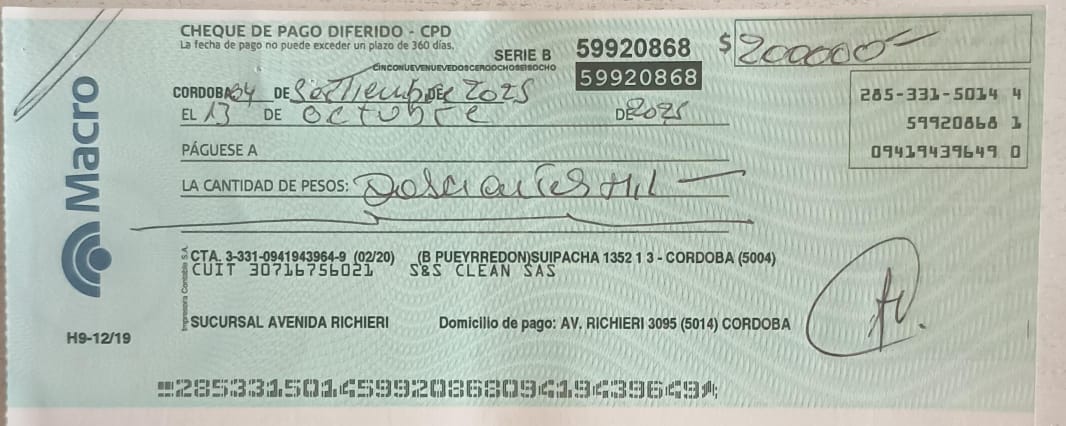 CHEQUE DE PAGO DIFERIDO - CPD
La fecha de pago no puede exceder un plazo de 360 días.
SERIE B 59920868 $ 200000
CINCONUEVENUEVEDOSCEROOCHOSEISOCHO
59920868
CORDOBA 04 DE Septiembre DE 2025
EL 13 DE octubre DE 2025
285-331-5014 4
59920868 1
09419439649 0
PÁGUESE A
LA CANTIDAD DE PESOS: Doscientos Mil
Macro
CTA. 3-331-0941943964-9 (02/20) (B PUEYRREDON)SUIPACHA 1352 1 3 - CORDOBA (5004)
CUIT 30716756021 S&S CLEAN SAS
Impresora Contable S.A.
SUCURSAL AVENIDA RICHIERI Domicilio de pago: AV. RICHIERI 3095 (5014) CORDOBA
H9-12/19
28533150145992086809419439649